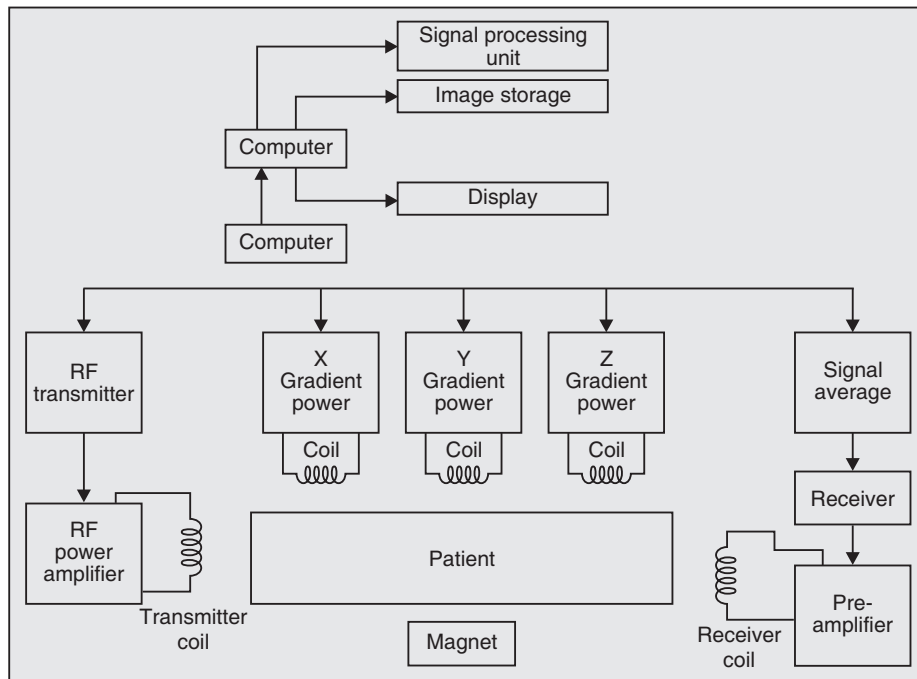 Signal processing
unit
Image storage
Computer
Display
Computer
RF
transmitter
X
Gradient
power
Y
Gradient
power
Z
Gradient
power
Signal
average
Coil
Coil
Coil
Receiver
RF
power
amplifier
Patient
Pre-
amplifier
Transmitter
coil
Magnet
Receiver
coil